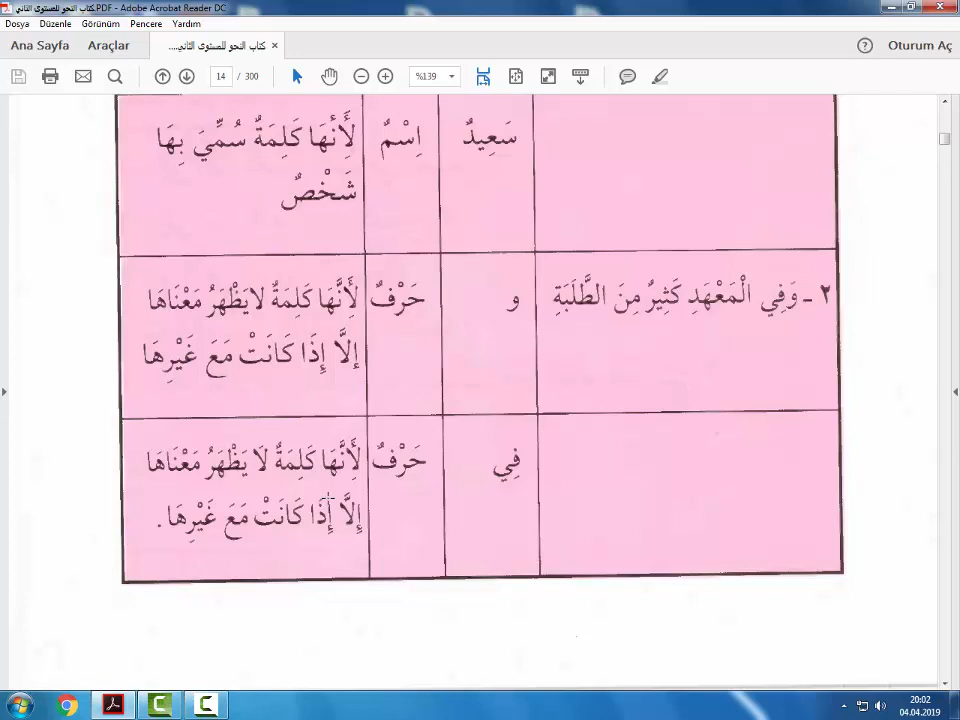 كتاب النحو للمستوى الثاني.PDF - Adobe Acrobat Reader DC
Dosya Düzenle Görünüm Pencere Yardım
Ana Sayfa Araçlar كتاب النحو للمستوى الثاني.... × Oturum Aç
14 / 300 %139
سَعِيدٌ اِسْمٌ لِأَنَّهَا كَلِمَةٌ سُمِّيَ بِهَا
شَخْصٌ
٢ ـ وَفِي الْمَعْهَدِ كَثِيرٌ مِنَ الطَّلَبَةِ و حَرْفٌ لِأَنَّهَا كَلِمَةٌ لايَظْهَرُ مَعْنَاهَا
إلَّا إِذَا كَانَتْ مَعَ غَيْرِهَا
فِي حَرْفٌ لِأَنَّهَا كَلِمَةٌ لَا يَظْهَرُ مَعْنَاهَا
إِلَّا إِذَا كَانَتْ مَعَ غَيْرِهَا .
20:02
04.04.2019